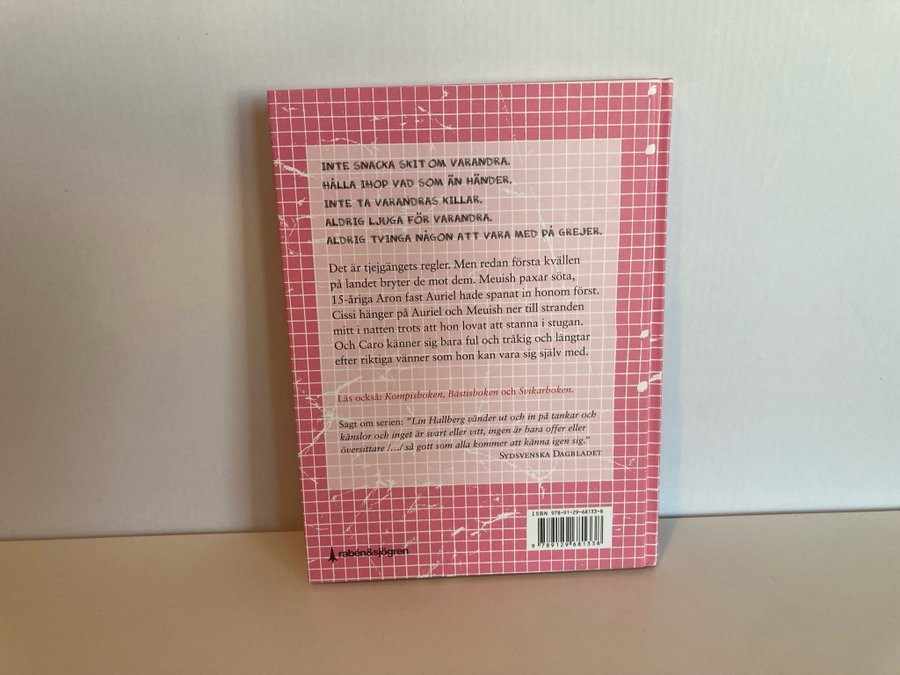 INTE SNACKA SKIT OM VARANDRA.
HÅLLA IHOP VAD SOM ÄN HÄNDER.
INTE TA VARANDRAS KILLAR.
ALDRIG LJUGA FÖR VARANDRA.
ALDRIG TVINGA NÅGON ATT VARA MED PÅ GREJER.
Det är tjejgängets regler. Men redan första kvällen
på landet bryter de mot dem. Meuish paxar söta,
15-åriga Aron fast Auriel hade spanat in honom först.
Cissi hänger på Auriel och Meuish ner till stranden
mitt i natten trots att hon lovat att stanna i stugan.
Och Caro känner sig bara ful och tråkig och längtar
efter riktiga vänner som hon kan vara sig själv med.
Läs också: Kompisboken, Bästisboken och Svikarboken.
Sagt om serien: "Lin Hallberg vänder ut och in på tankar och
känslor och inget är svart eller vitt, ingen är bara offer eller
översittare /.../ så gott som alla kommer att känna igen sig."
SYDSVENSKA DAGBLADET
ISBN 978-91-29-68133-8
9 789129 681338
rabén&sjögren